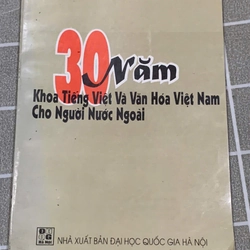 30 Năm
Khoa Tiếng Việt Và Văn Hóa Việt Nam
Cho Người Nước Ngoài
NHÀ XUẤT BẢN ĐẠI HỌC QUỐC GIA HÀ NỘI